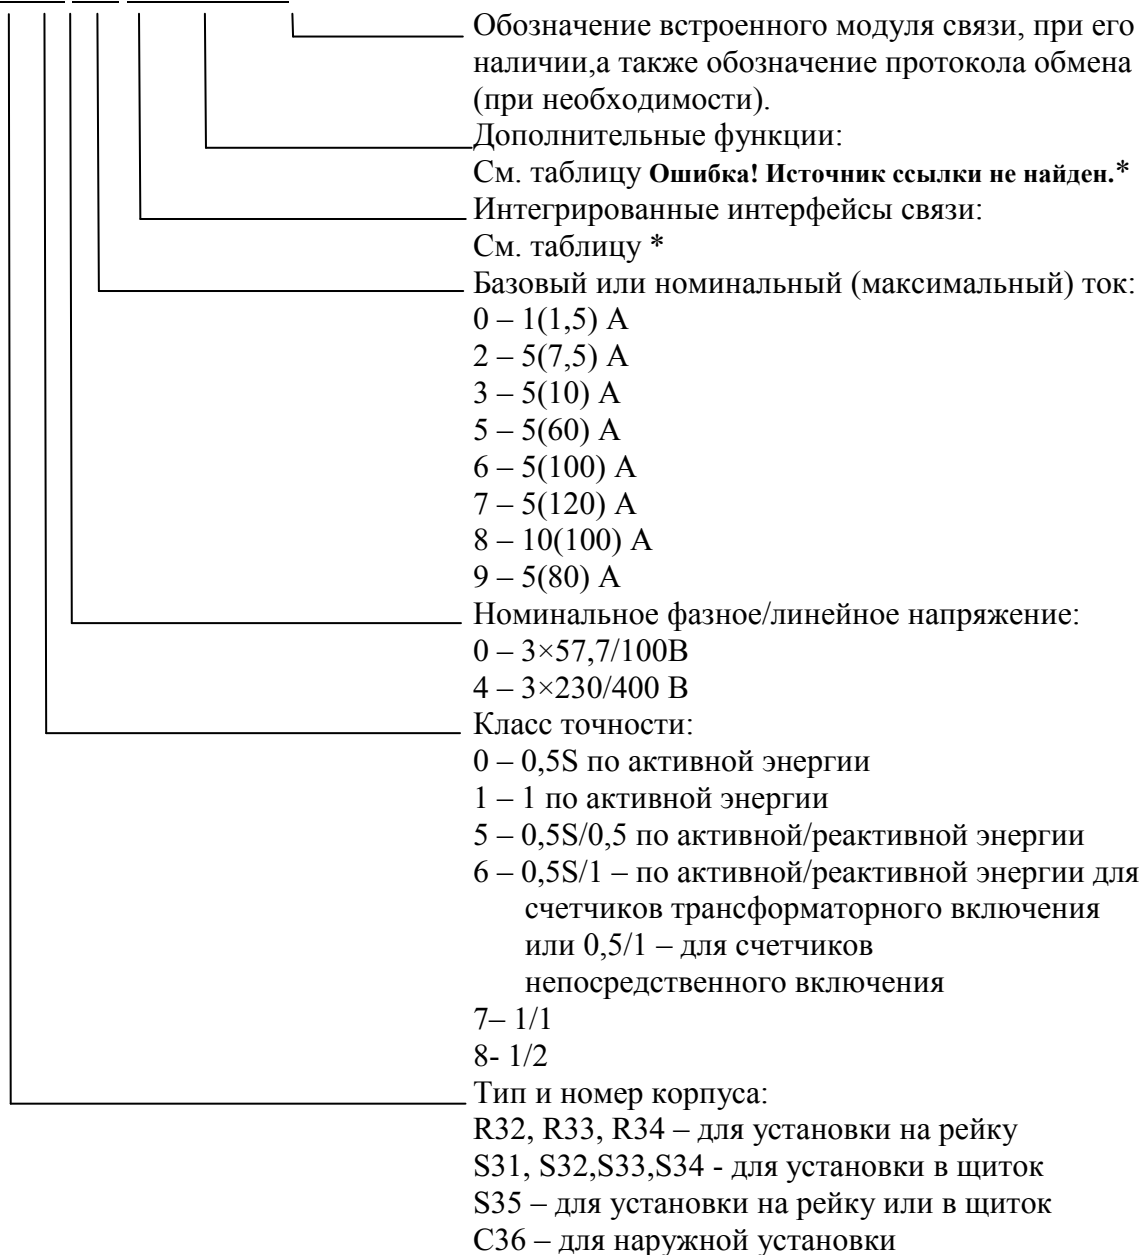 Обозначение встроенного модуля связи, при его
наличии,а также обозначение протокола обмена
(при необходимости).
Дополнительные функции:
См. таблицу Ошибка! Источник ссылки не найден.*
Интегрированные интерфейсы связи:
См. таблицу *
Базовый или номинальный (максимальный) ток:
0 – 1(1,5) А
2 – 5(7,5) А
3 – 5(10) А
5 – 5(60) А
6 – 5(100) А
7 – 5(120) А
8 – 10(100) А
9 – 5(80) А
Номинальное фазное/линейное напряжение:
0 – 3×57,7/100В
4 – 3×230/400 В
Класс точности:
0 – 0,5S по активной энергии
1 – 1 по активной энергии
5 – 0,5S/0,5 по активной/реактивной энергии
6 – 0,5S/1 – по активной/реактивной энергии для
счетчиков трансформаторного включения
или 0,5/1 – для счетчиков
непосредственного включения
7– 1/1
8- 1/2
Тип и номер корпуса:
R32, R33, R34 – для установки на рейку
S31, S32,S33,S34 - для установки в щиток
S35 – для установки на рейку или в щиток
C36 – для наружной установки